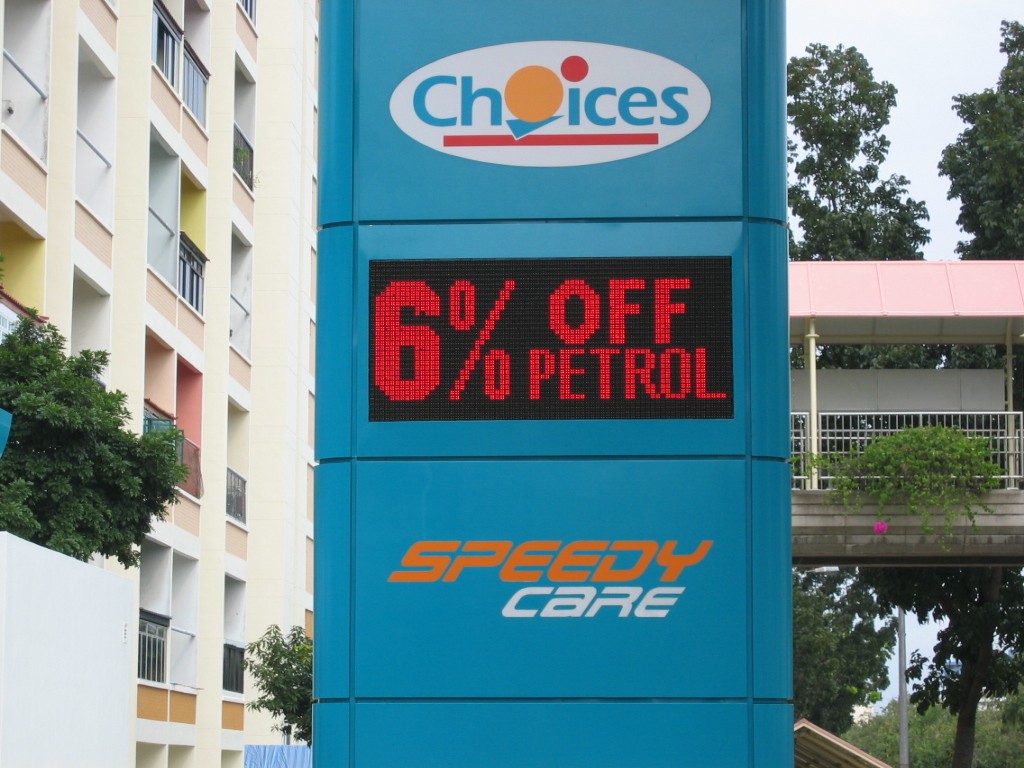 Choices
6% OFF
PETROL
SPEEDY
CARE